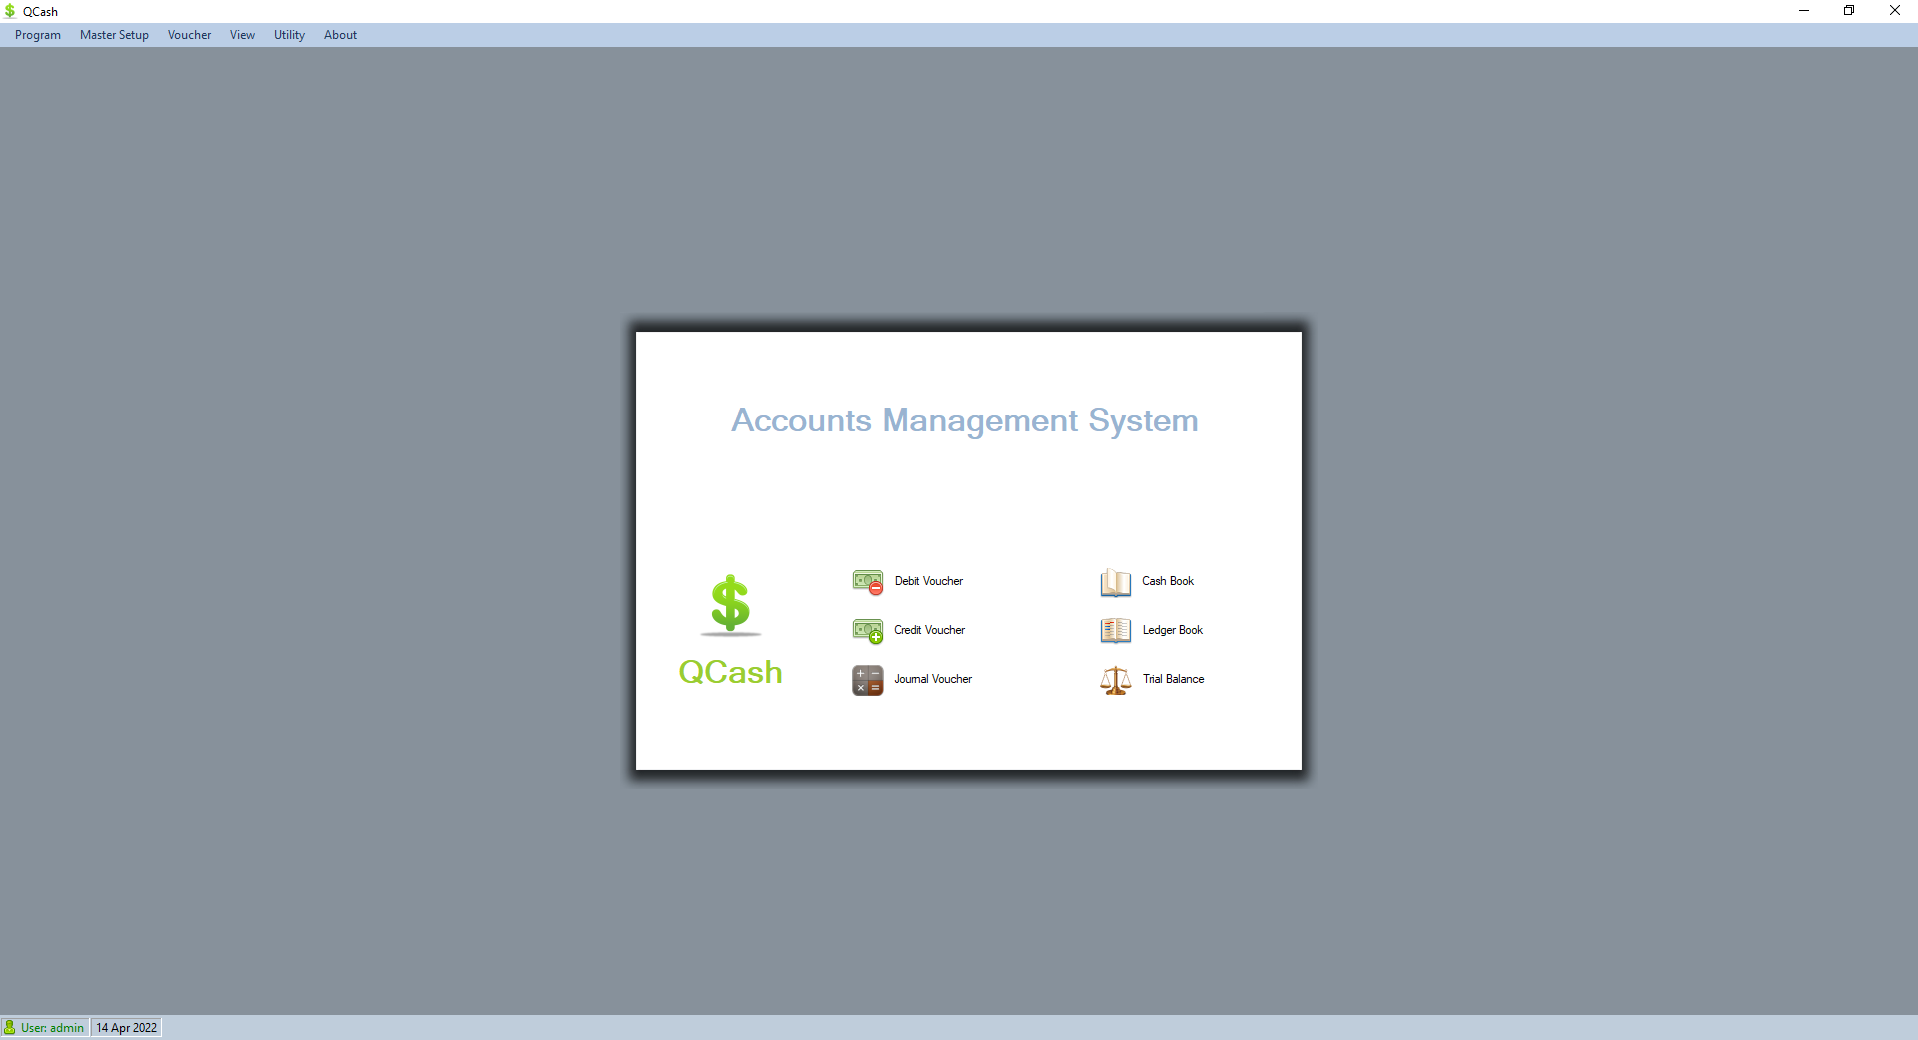 QCash
Program Master Setup Voucher View Utility About
Accounts Management System
Debit Voucher
Credit Voucher
Journal Voucher
Cash Book
Ledger Book
Trial Balance
QCash
User: admin 14 Apr 2022